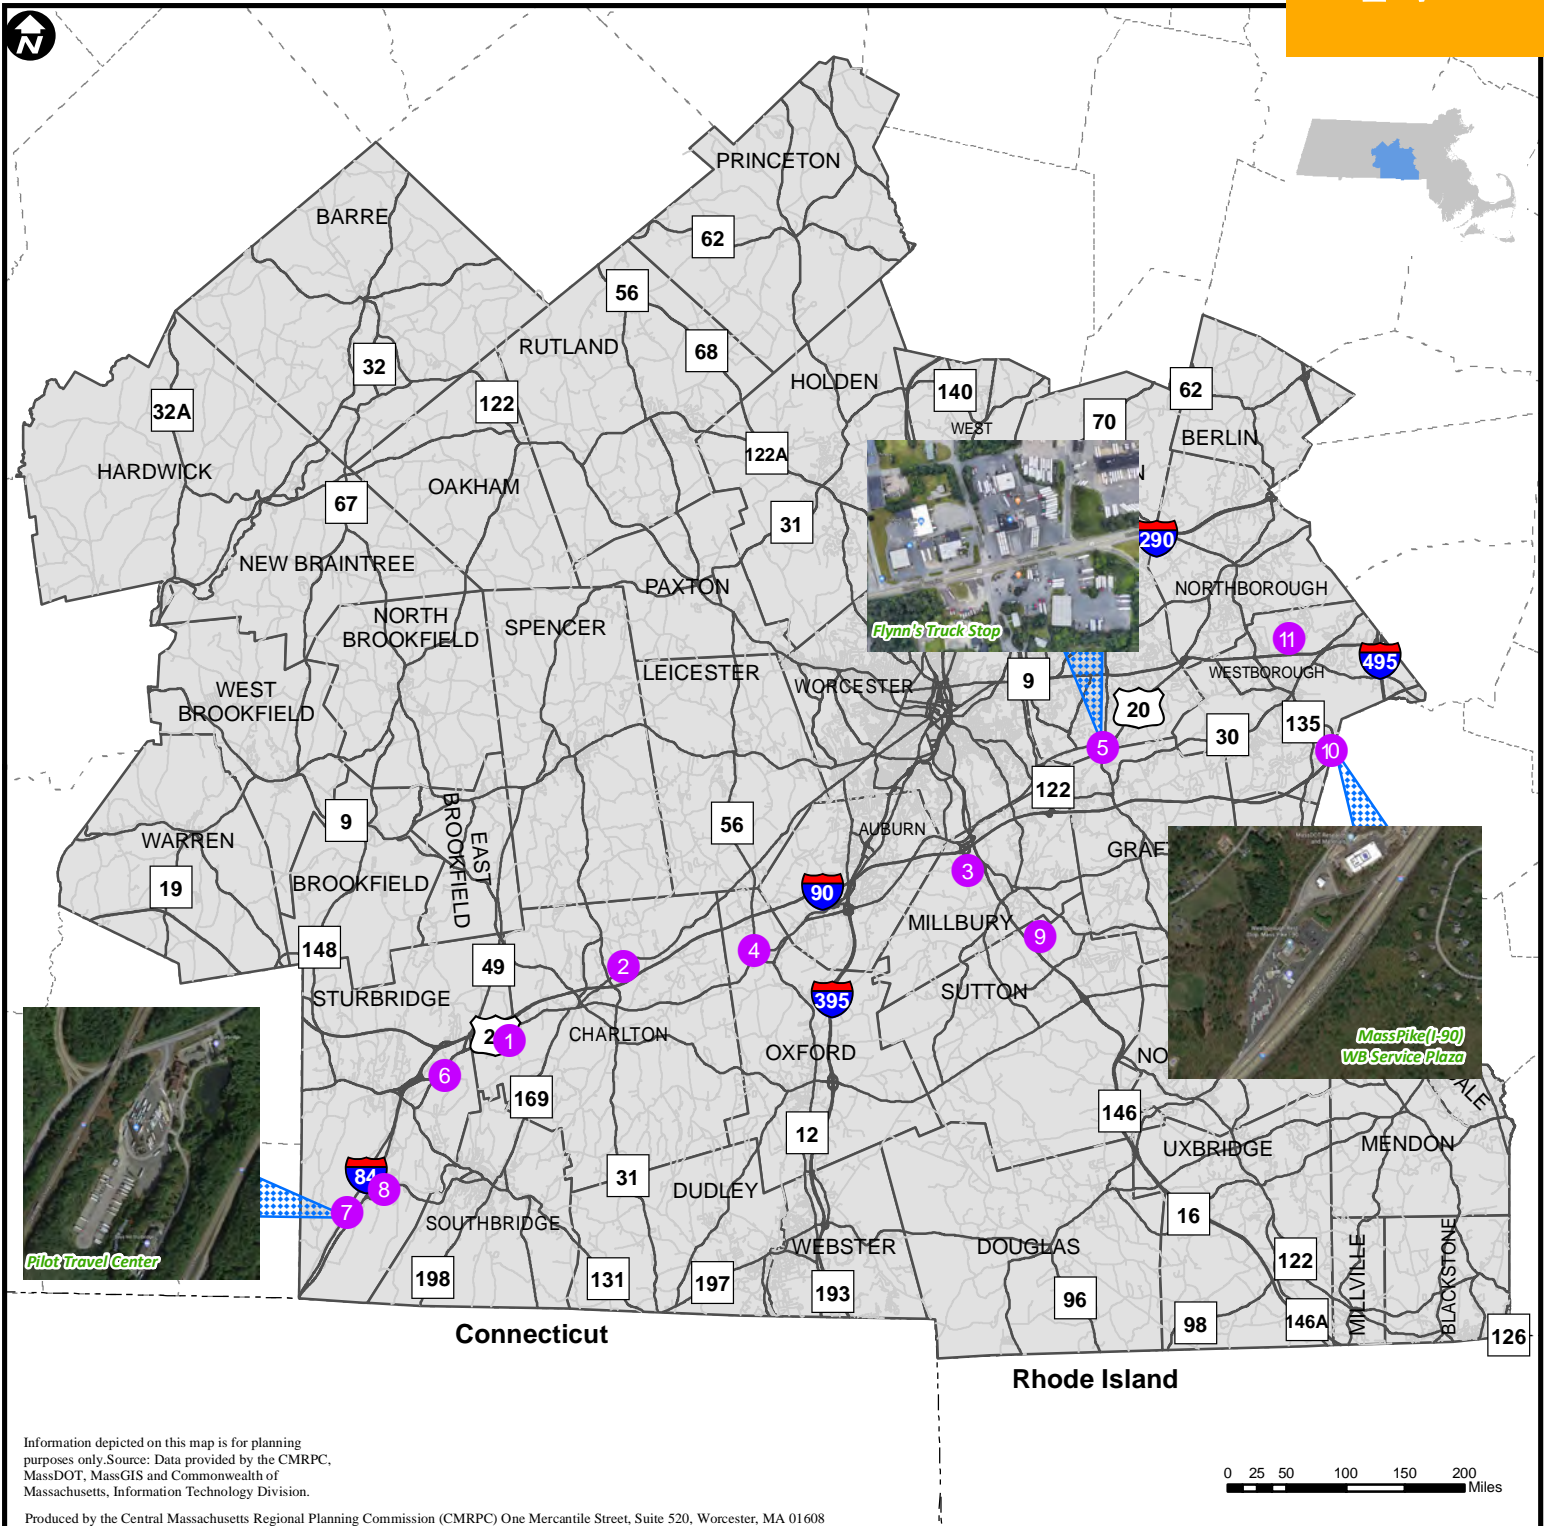 N
PRINCETON
BARRE
62
56
RUTLAND
68
32
HOLDEN
32A
122
140
62
WEST
70
BERLIN
122A
HARDWICK
OAKHAM
N
67
31
290
NEW BRAINTREE
PAXTON
NORTHBOROUGH
NORTH
BROOKFIELD
SPENCER
Flynn's Truck Stop
11
495
LEICESTER
WORCESTER
9
WESTBOROUGH
WEST
BROOKFIELD
20
30
135
5
10
122
9
56
AUBURN
WARREN
EAST
BROOKFIELD
GRAF
3
19
BROOKFIELD
90
MILLBURY
9
148
49
2
4
STURBRIDGE
395
SUTTON
2
1
CHARLTON
OXFORD
NO
MassPike(I-90)
WB Service Plaza
6
169
146
DALE
12
UXBRIDGE
MENDON
84
8
31
DUDLEY
7
16
SOUTHBRIDGE
WEBSTER
DOUGLAS
122
MILLVILLE
BLACKSTONE
Pilot Travel Center
198
131
197
193
96
98
146A
126
Connecticut
Rhode Island
Information depicted on this map is for planning
purposes only.Source: Data provided by the CMRPC,
MassDOT, MassGIS and Commonwealth of
Massachusetts, Information Technology Division.
0 25 50 100 150 200
Miles
Produced by the Central Massachusetts Regional Planning Commission (CMRPC) One Mercantile Street, Suite 520, Worcester, MA 01608